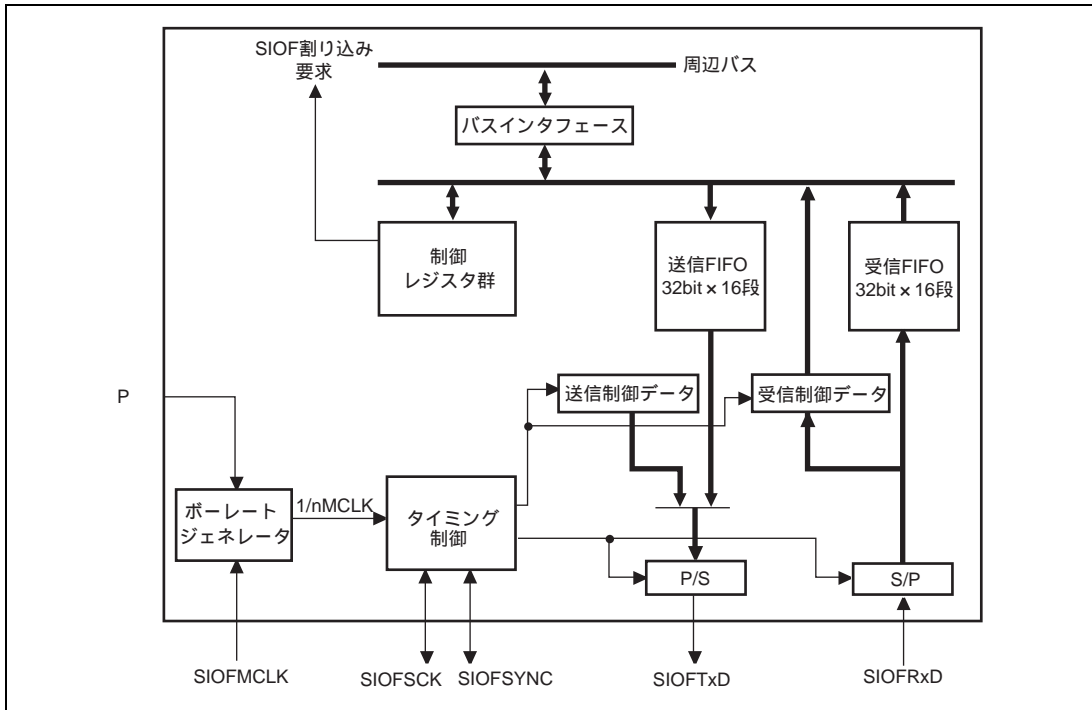 SIOF割り込み
要求
周辺バス
バスインタフェース
制御
レジスタ群
送信FIFO
32bit×16段
受信FIFO
32bit×16段
P
送信制御データ
受信制御データ
ボーレート
ジェネレータ
1/nMCLK
タイミング
制御
P/S
S/P
SIOFMCLK
SIOFSCK
SIOFSYNC
SIOFTxD
SIOFRxD